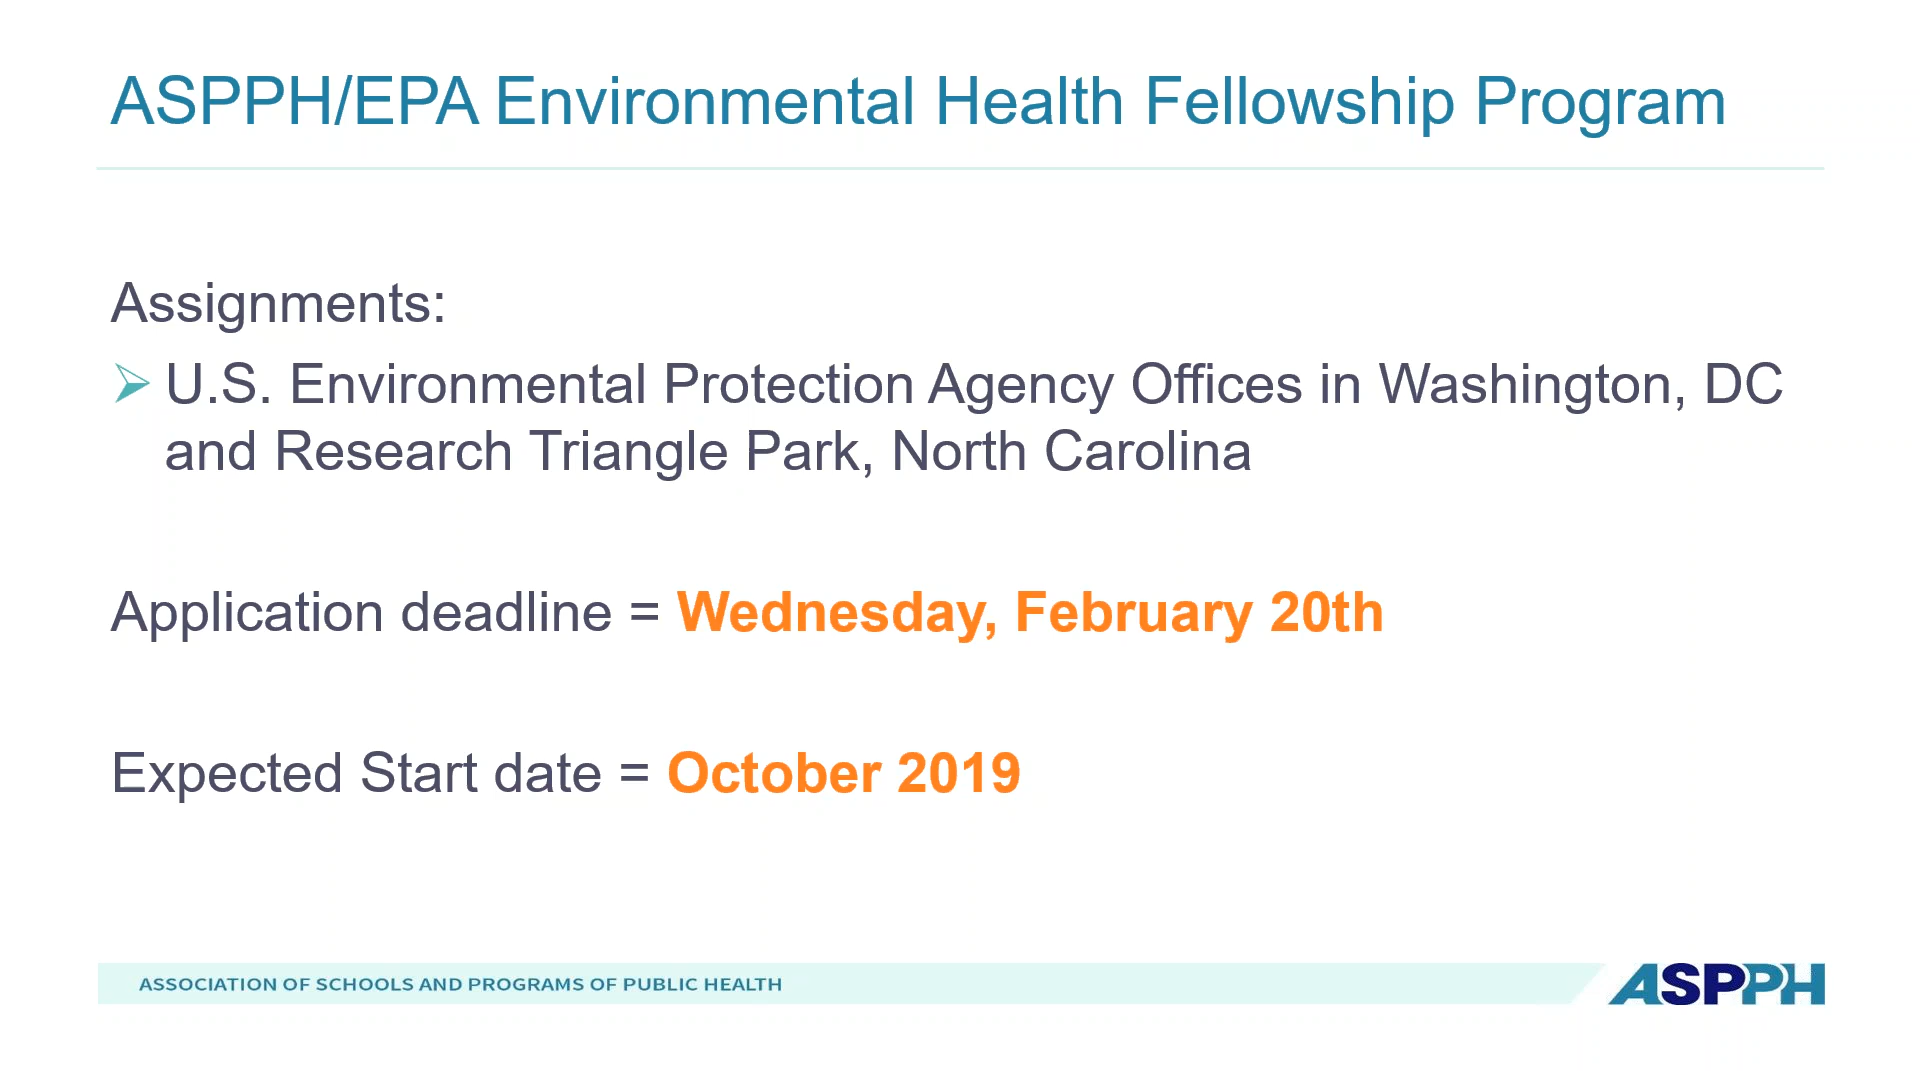 ASPPH/EPA Environmental Health Fellowship Program
Assignments:
U.S. Environmental Protection Agency Offices in Washington, DC
and Research Triangle Park, North Carolina
Application deadline = Wednesday, February 20th
Expected Start date = October 2019
ASSOCIATION OF SCHOOLS AND PROGRAMS OF PUBLIC HEALTH
ASPPH